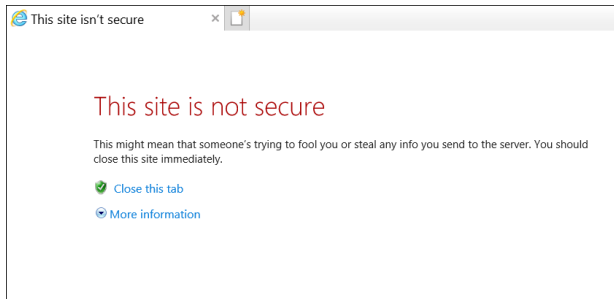 This site isn't secure
This site is not secure
This might mean that someone's trying to fool you or steal any info you send to the server. You should
close this site immediately.
Close this tab
More information